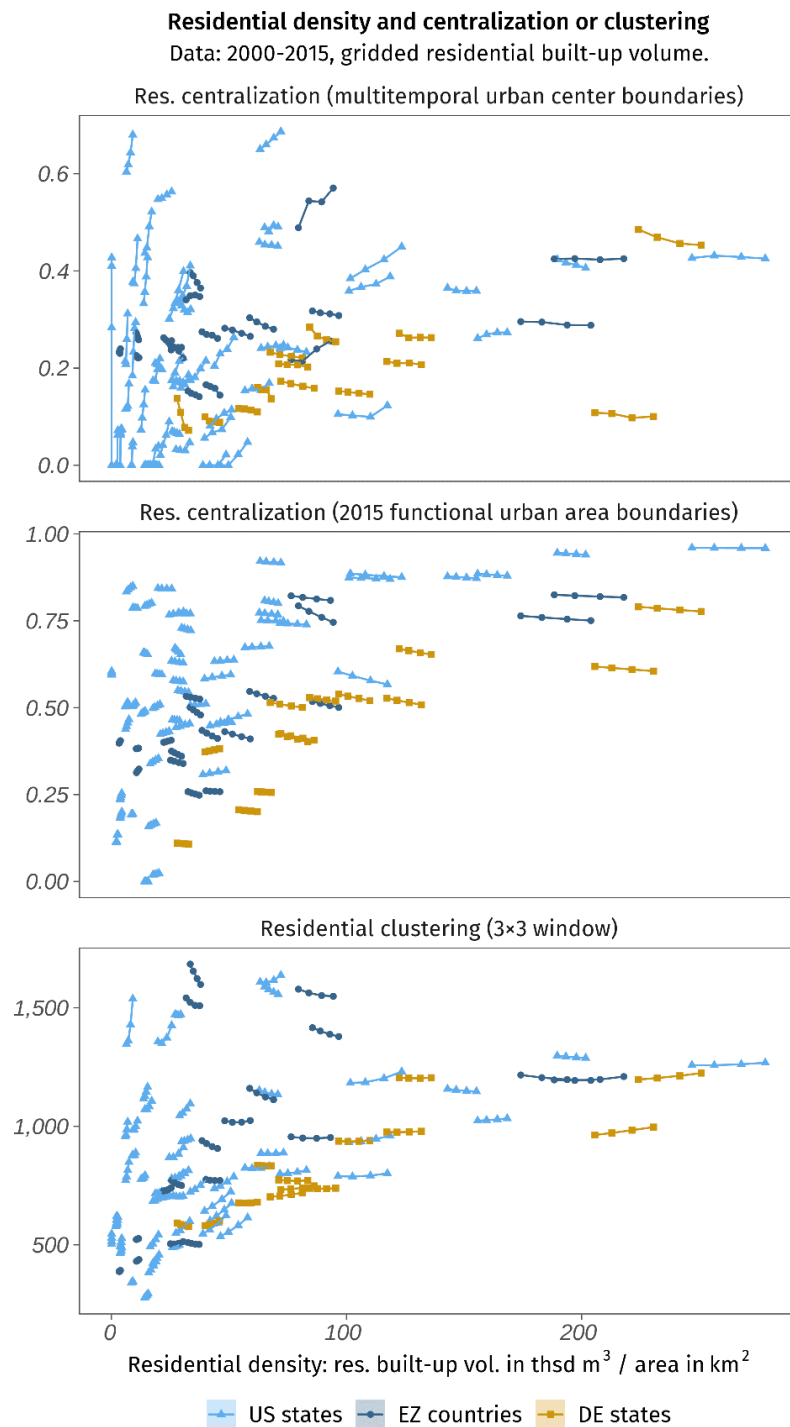 Residential density and centralization or clustering
Data: 2000-2015, gridded residential built-up volume.
Res. centralization (multitemporal urban center boundaries)
0.6
0.4
0.2
0.0
Res. centralization (2015 functional urban area boundaries)
1.00
0.75
0.50
0.25
0.00
Residential clustering (3×3 window)
1,500
1,000
500
0 100 200
Residential density: res. built-up vol. in thsd m³ / area in km²
US states EZ countries DE states